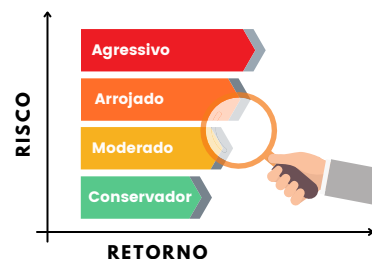 Agressivo
Arrojado
Moderado
Conservador
RISCO
RETORNO